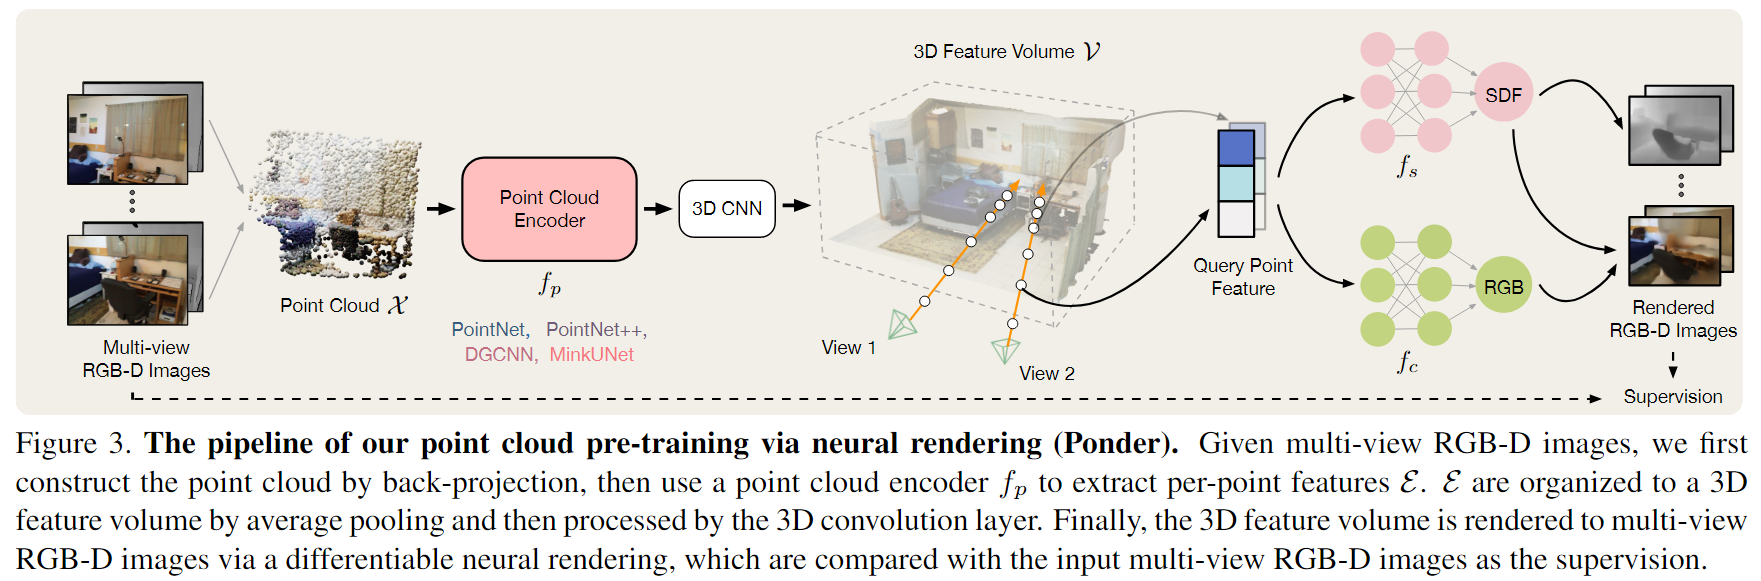 3D Feature Volume 𝒱
SDF
f_s
Point Cloud
Encoder
3D CNN
Query Point
Feature
RGB
Point Cloud 𝒳
f_p
PointNet, PointNet++,
DGCNN, MinkUNet
Multi-view
RGB-D Images
View 1
View 2
f_c
Rendered
RGB-D Images
Supervision
Figure 3. The pipeline of our point cloud pre-training via neural rendering (Ponder). Given multi-view RGB-D images, we first
construct the point cloud by back-projection, then use a point cloud encoder f_p to extract per-point features ℰ. ℰ are organized to a 3D
feature volume by average pooling and then processed by the 3D convolution layer. Finally, the 3D feature volume is rendered to multi-view
RGB-D images via a differentiable neural rendering, which are compared with the input multi-view RGB-D images as the supervision.